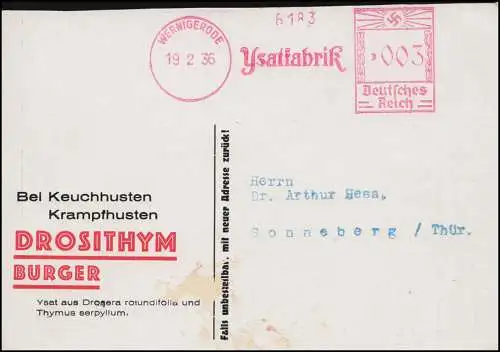 6183
WERNIGERODE
19 2 36
Ysatfabrik
003
Deutsches
Reich
Bei Keuchhusten
Krampfhusten
DROSITHYM
BURGER
Ysat aus Drosera rotundifolia und
Thymus serpyllum.
Falls unbestellbar, mit neuer Adresse zurück!
Herrn
Dr. Arthur Hess,
Sonneberg / Thür.